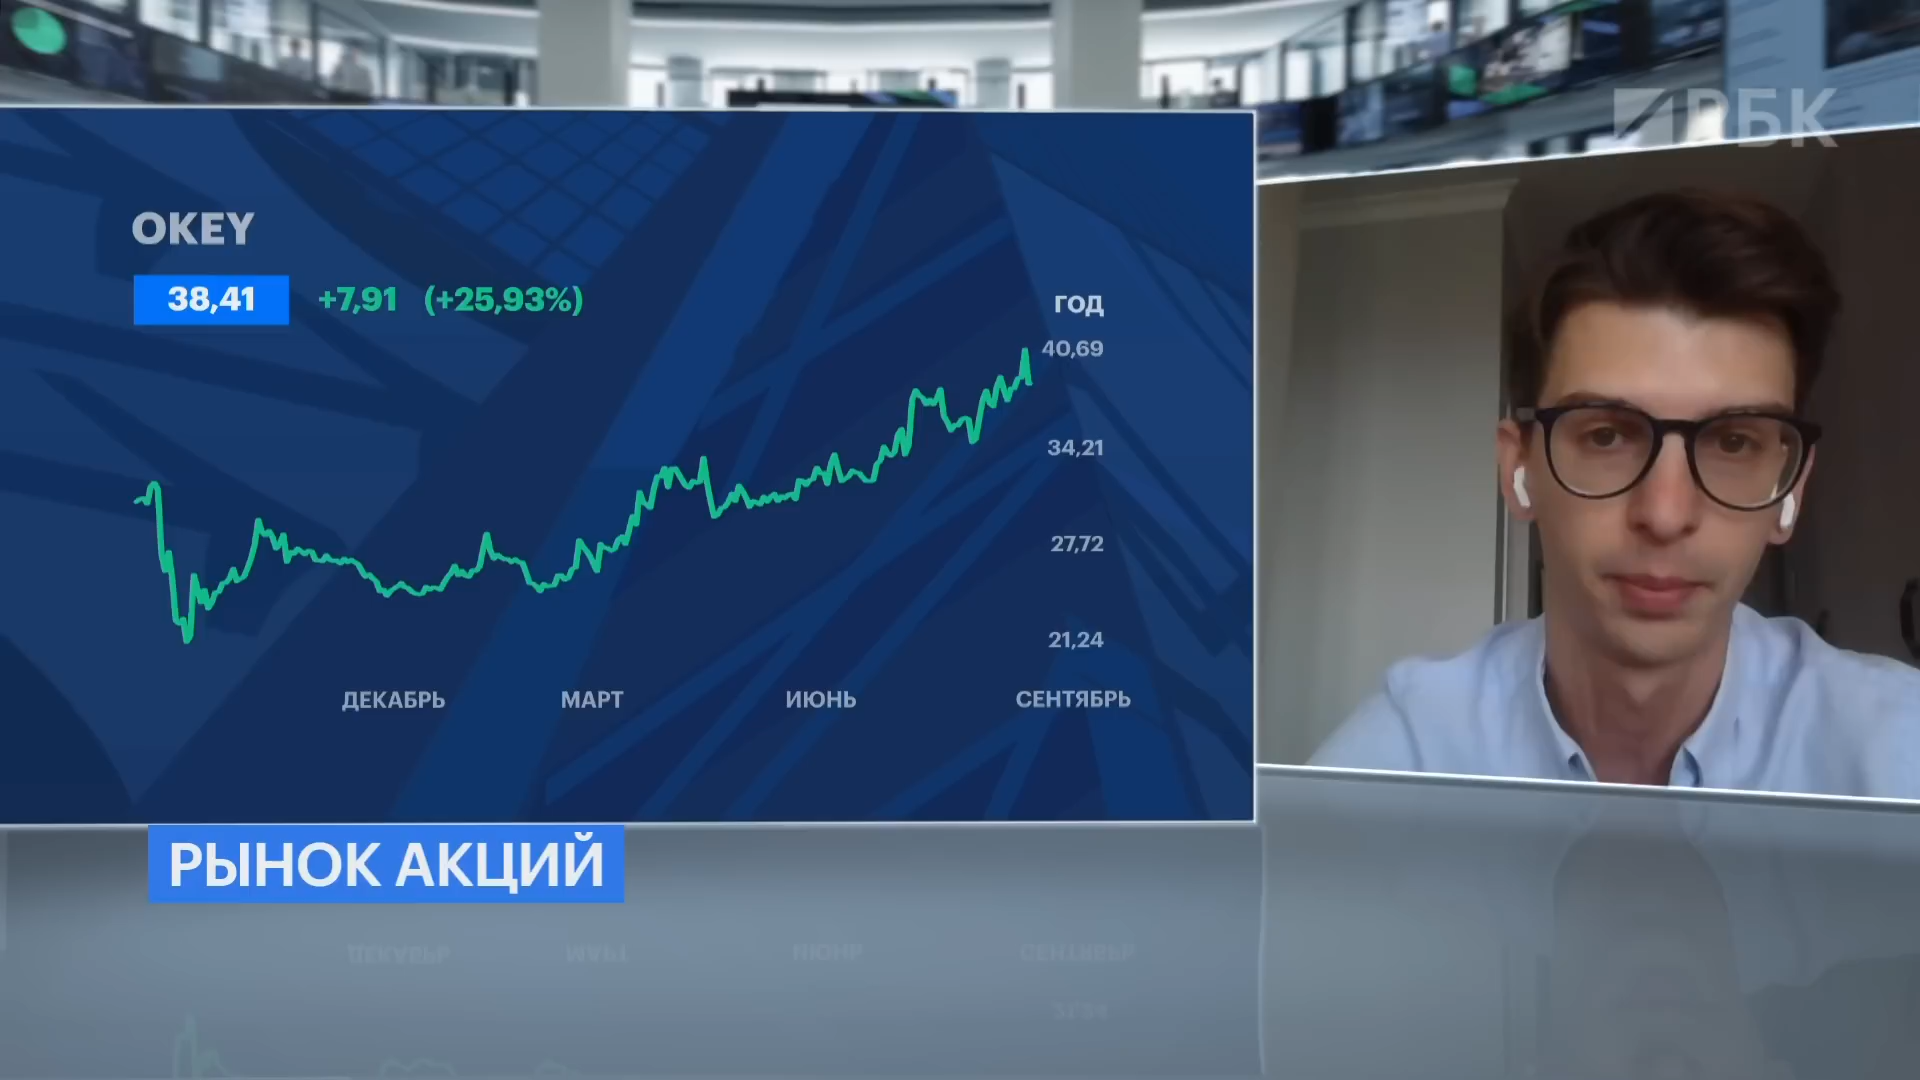 РБК
OKEY
38,41 +7,91 (+25,93%)
ГОД
40,69
34,21
27,72
21,24
ДЕКАБРЬ МАРТ ИЮНЬ СЕНТЯБРЬ
РЫНОК АКЦИЙ